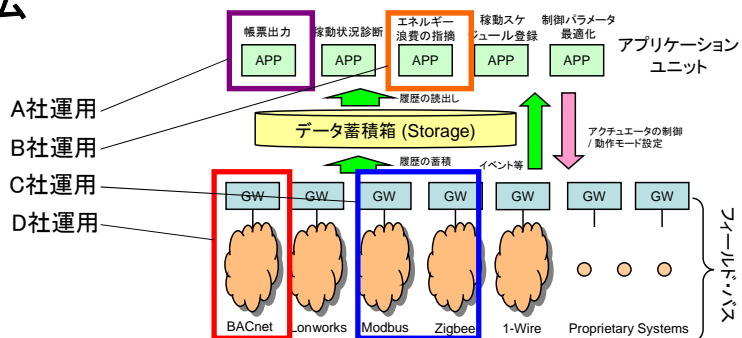 ム
帳票出力
稼動状況診断
エネルギー
浪費の指摘
稼動スケ
ジュール登録
制御パラメータ
最適化
APP
APP
APP
APP
APP
アプリケーション
ユニット
A社運用
B社運用
C社運用
D社運用
履歴の読出し
データ蓄積箱 (Storage)
履歴の蓄積
イベント等
アクチュエータの制御
/ 動作モード設定
GW
GW
GW
GW
GW
GW
GW
フィールド・バス
BACnet
Lonworks
Modbus
Zigbee
1-Wire
Proprietary Systems